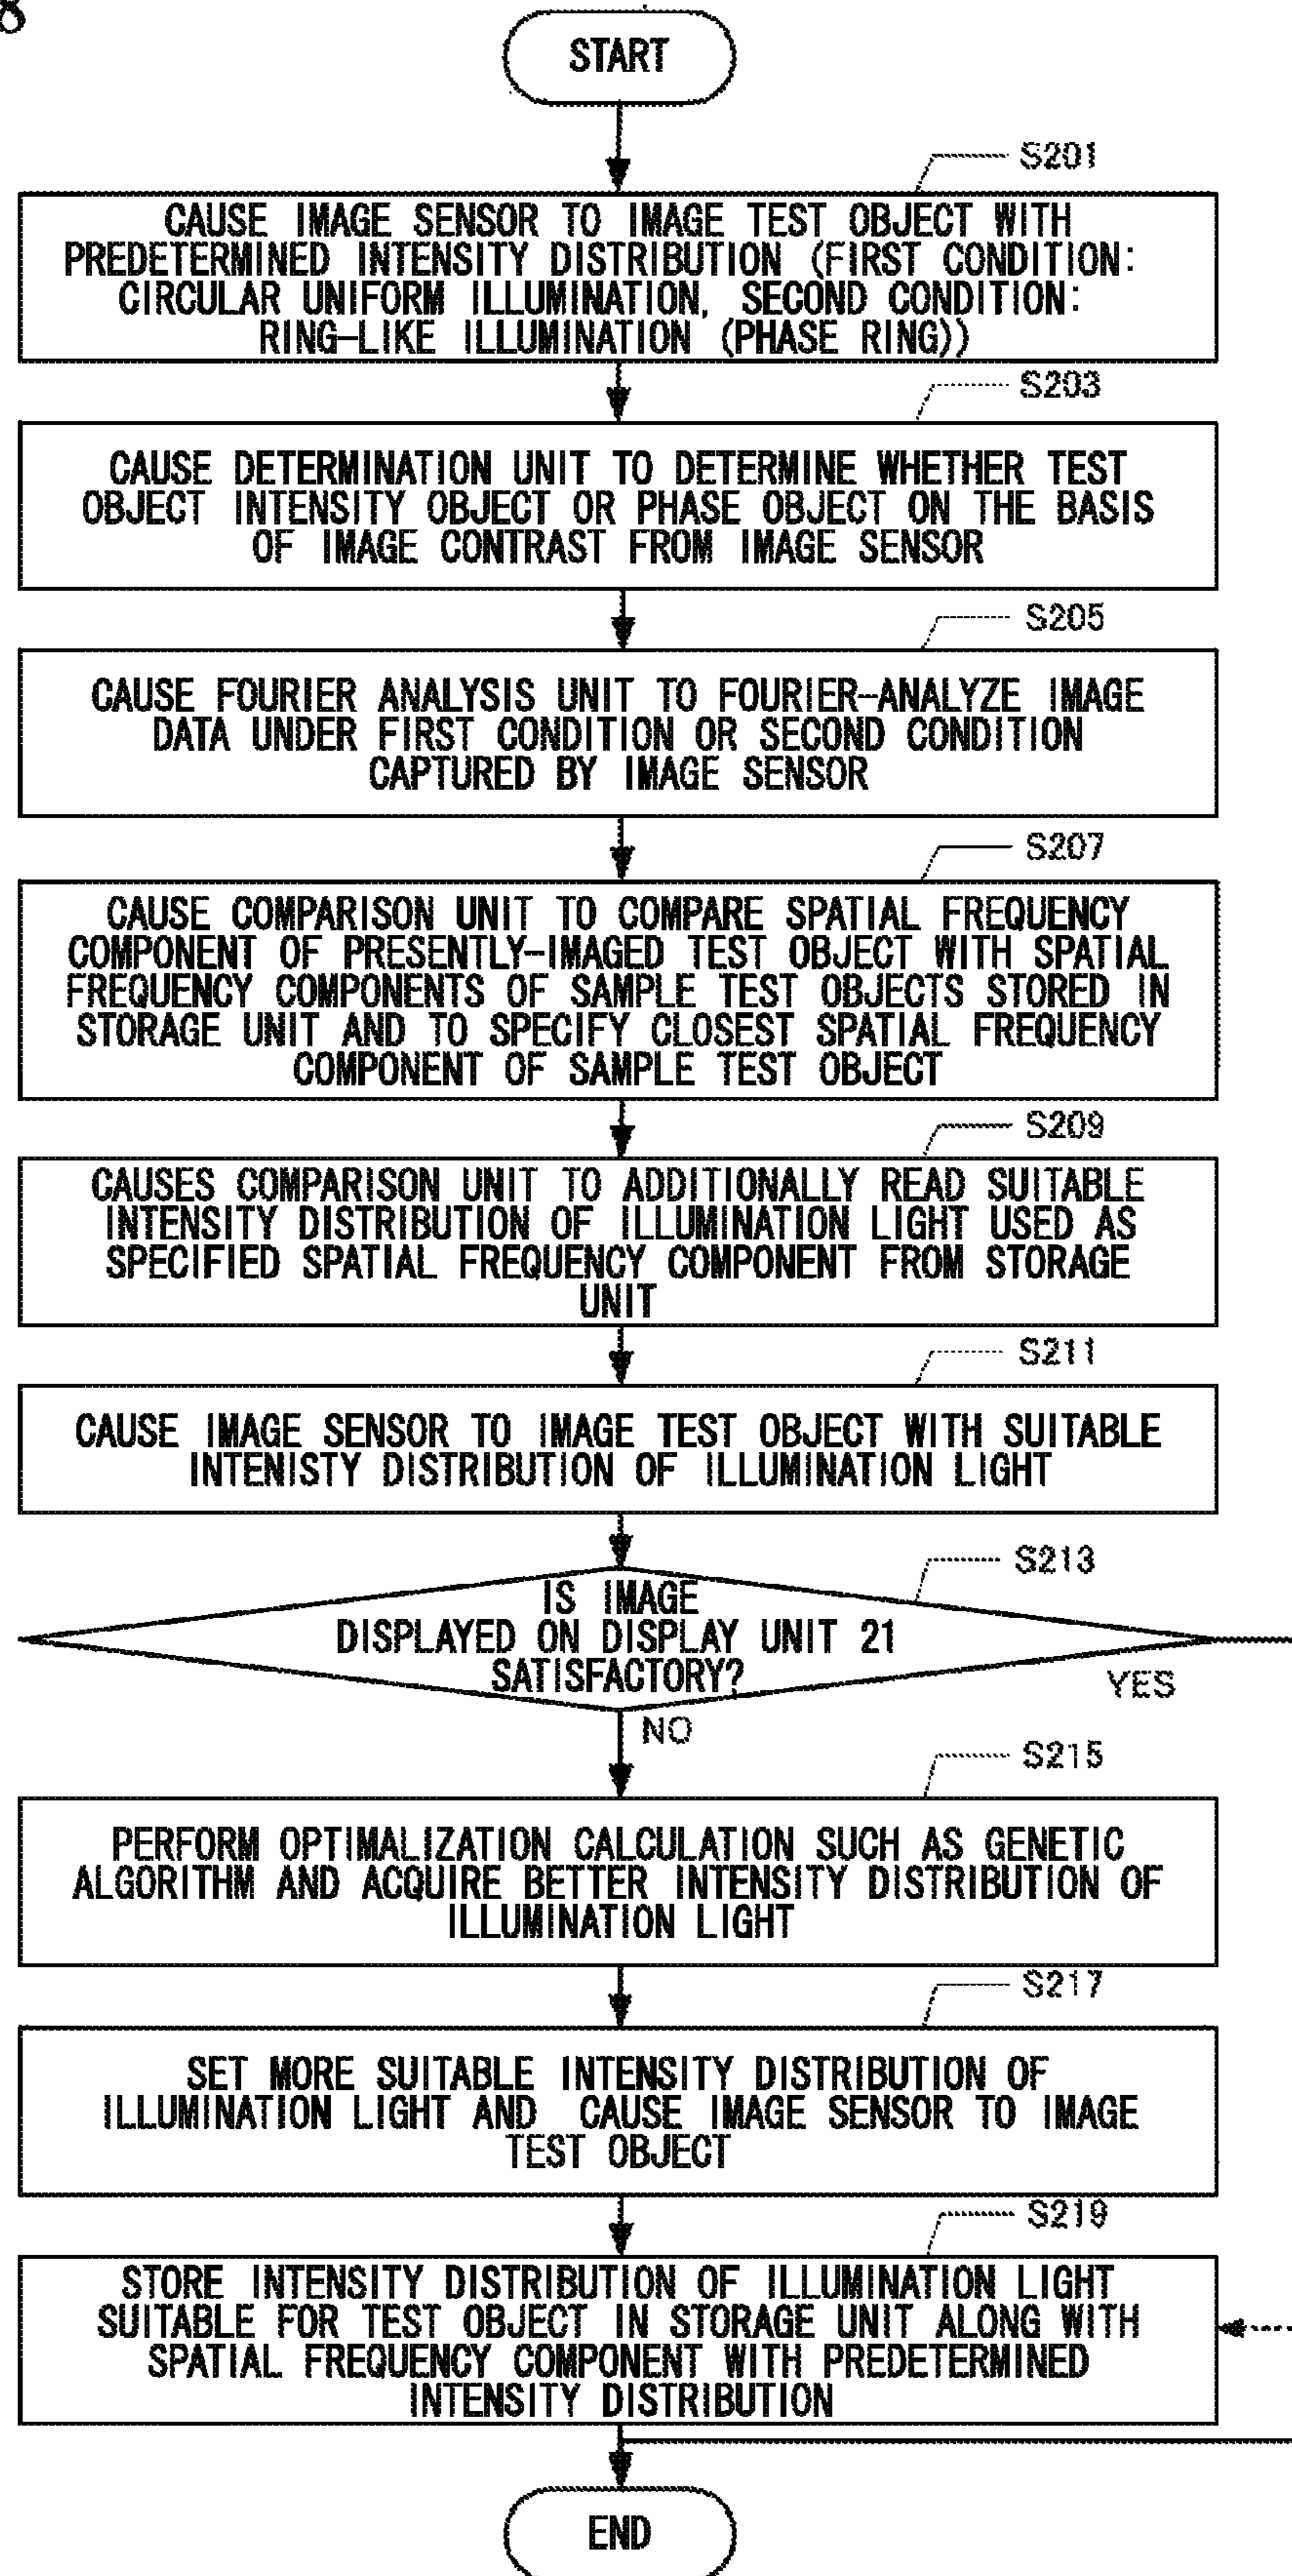 8
START
S201
CAUSE IMAGE SENSOR TO IMAGE TEST OBJECT WITH
PREDETERMINED INTENSITY DISTRIBUTION (FIRST CONDITION:
CIRCULAR UNIFORM ILLUMINATION, SECOND CONDITION:
RING-LIKE ILLUMINATION (PHASE RING))
S203
CAUSE DETERMINATION UNIT TO DETERMINE WHETHER TEST
OBJECT INTENSITY OBJECT OR PHASE OBJECT ON THE BASIS
OF IMAGE CONTRAST FROM IMAGE SENSOR
S205
CAUSE FOURIER ANALYSIS UNIT TO FOURIER-ANALYZE IMAGE
DATA UNDER FIRST CONDITION OR SECOND CONDITION
CAPTURED BY IMAGE SENSOR
S207
CAUSE COMPARISON UNIT TO COMPARE SPATIAL FREQUENCY
COMPONENT OF PRESENTLY-IMAGED TEST OBJECT WITH SPATIAL
FREQUENCY COMPONENTS OF SAMPLE TEST OBJECTS STORED IN
STORAGE UNIT AND TO SPECIFY CLOSEST SPATIAL FREQUENCY
COMPONENT OF SAMPLE TEST OBJECT
S209
CAUSES COMPARISON UNIT TO ADDITIONALLY READ SUITABLE
INTENSITY DISTRIBUTION OF ILLUMINATION LIGHT USED AS
SPECIFIED SPATIAL FREQUENCY COMPONENT FROM STORAGE
UNIT
S211
CAUSE IMAGE SENSOR TO IMAGE TEST OBJECT WITH SUITABLE
INTENISTY DISTRIBUTION OF ILLUMINATION LIGHT
S213
IS IMAGE
DISPLAYED ON DISPLAY UNIT 21
SATISFACTORY?
YES
NO
S215
PERFORM OPTIMALIZATION CALCULATION SUCH AS GENETIC
ALGORITHM AND ACQUIRE BETTER INTENSITY DISTRIBUTION OF
ILLUMINATION LIGHT
S217
SET MORE SUITABLE INTENSITY DISTRIBUTION OF
ILLUMINATION LIGHT AND CAUSE IMAGE SENSOR TO IMAGE
TEST OBJECT
S219
STORE INTENSITY DISTRIBUTION OF ILLUMINATION LIGHT
SUITABLE FOR TEST OBJECT IN STORAGE UNIT ALONG WITH
SPATIAL FREQUENCY COMPONENT WITH PREDETERMINED
INTENSITY DISTRIBUTION
END